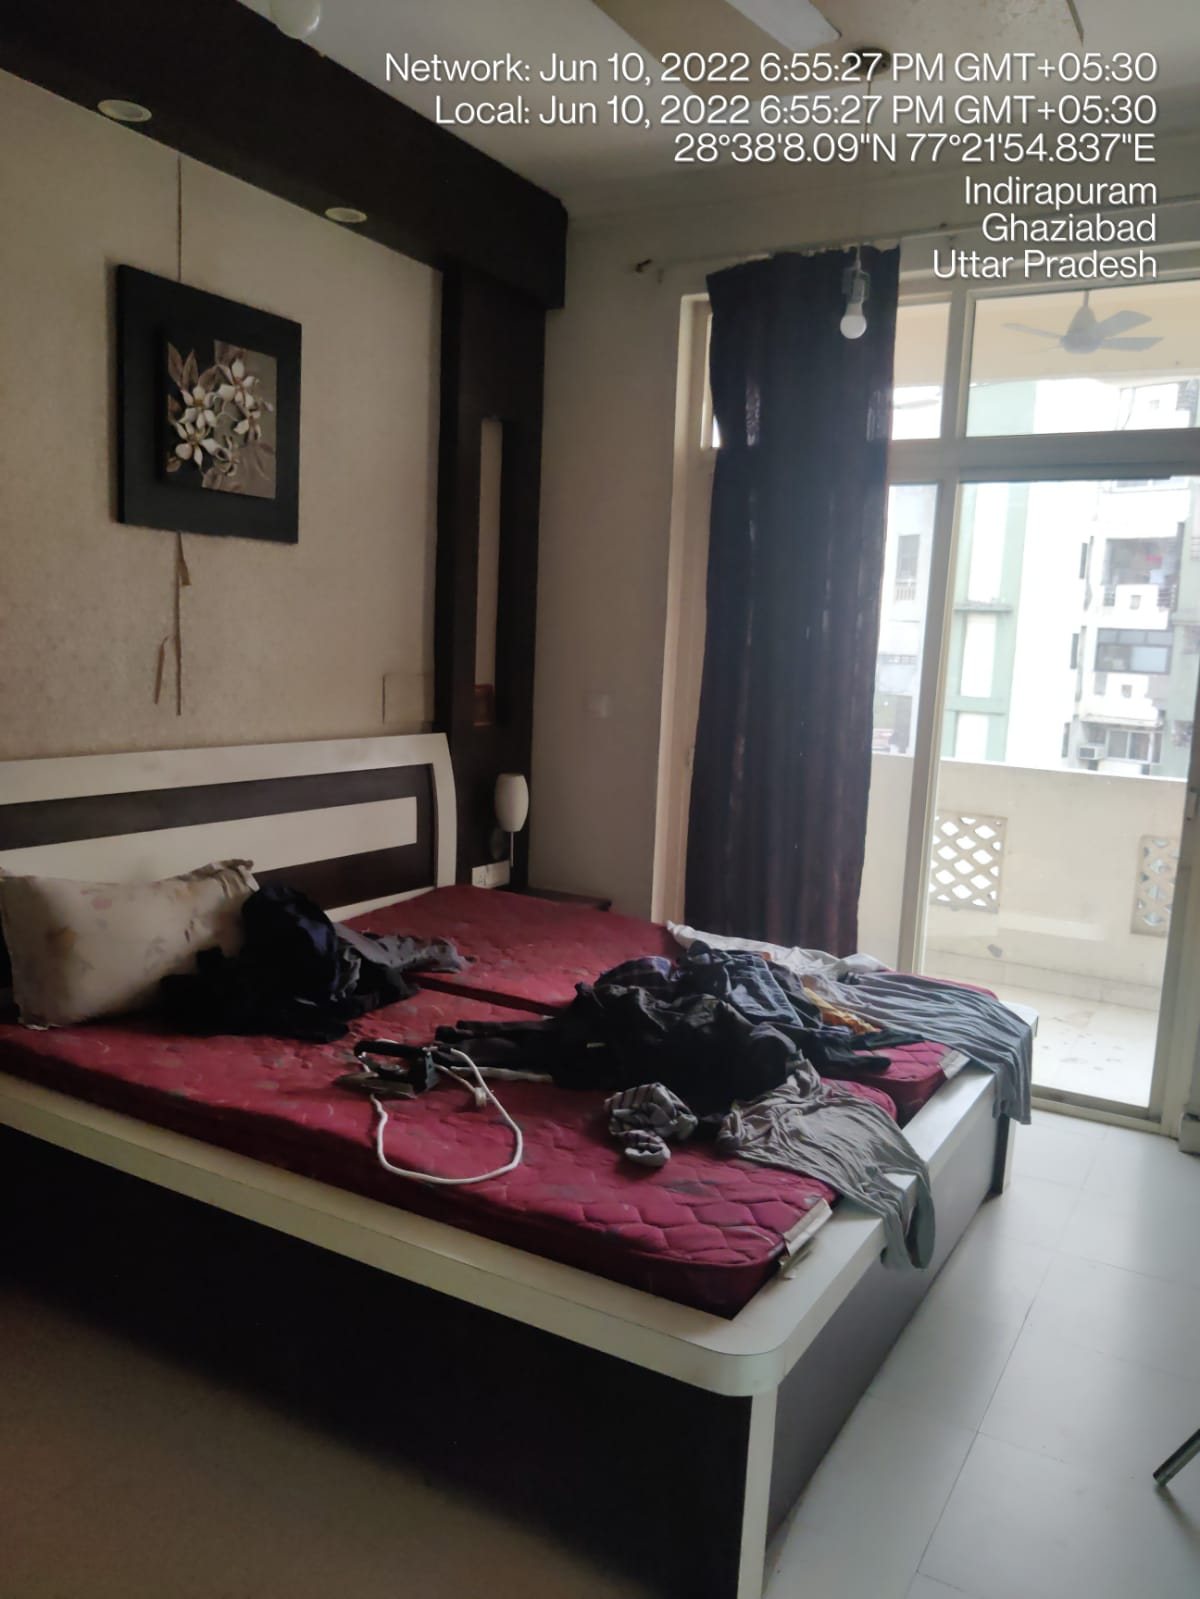 Network: Jun 10, 2022 6:55:27 PM GMT+05:30
Local: Jun 10, 2022 6:55:27 PM GMT+05:30
28°38'8.09"N 77°21'54.837"E
Indirapuram
Ghaziabad
Uttar Pradesh